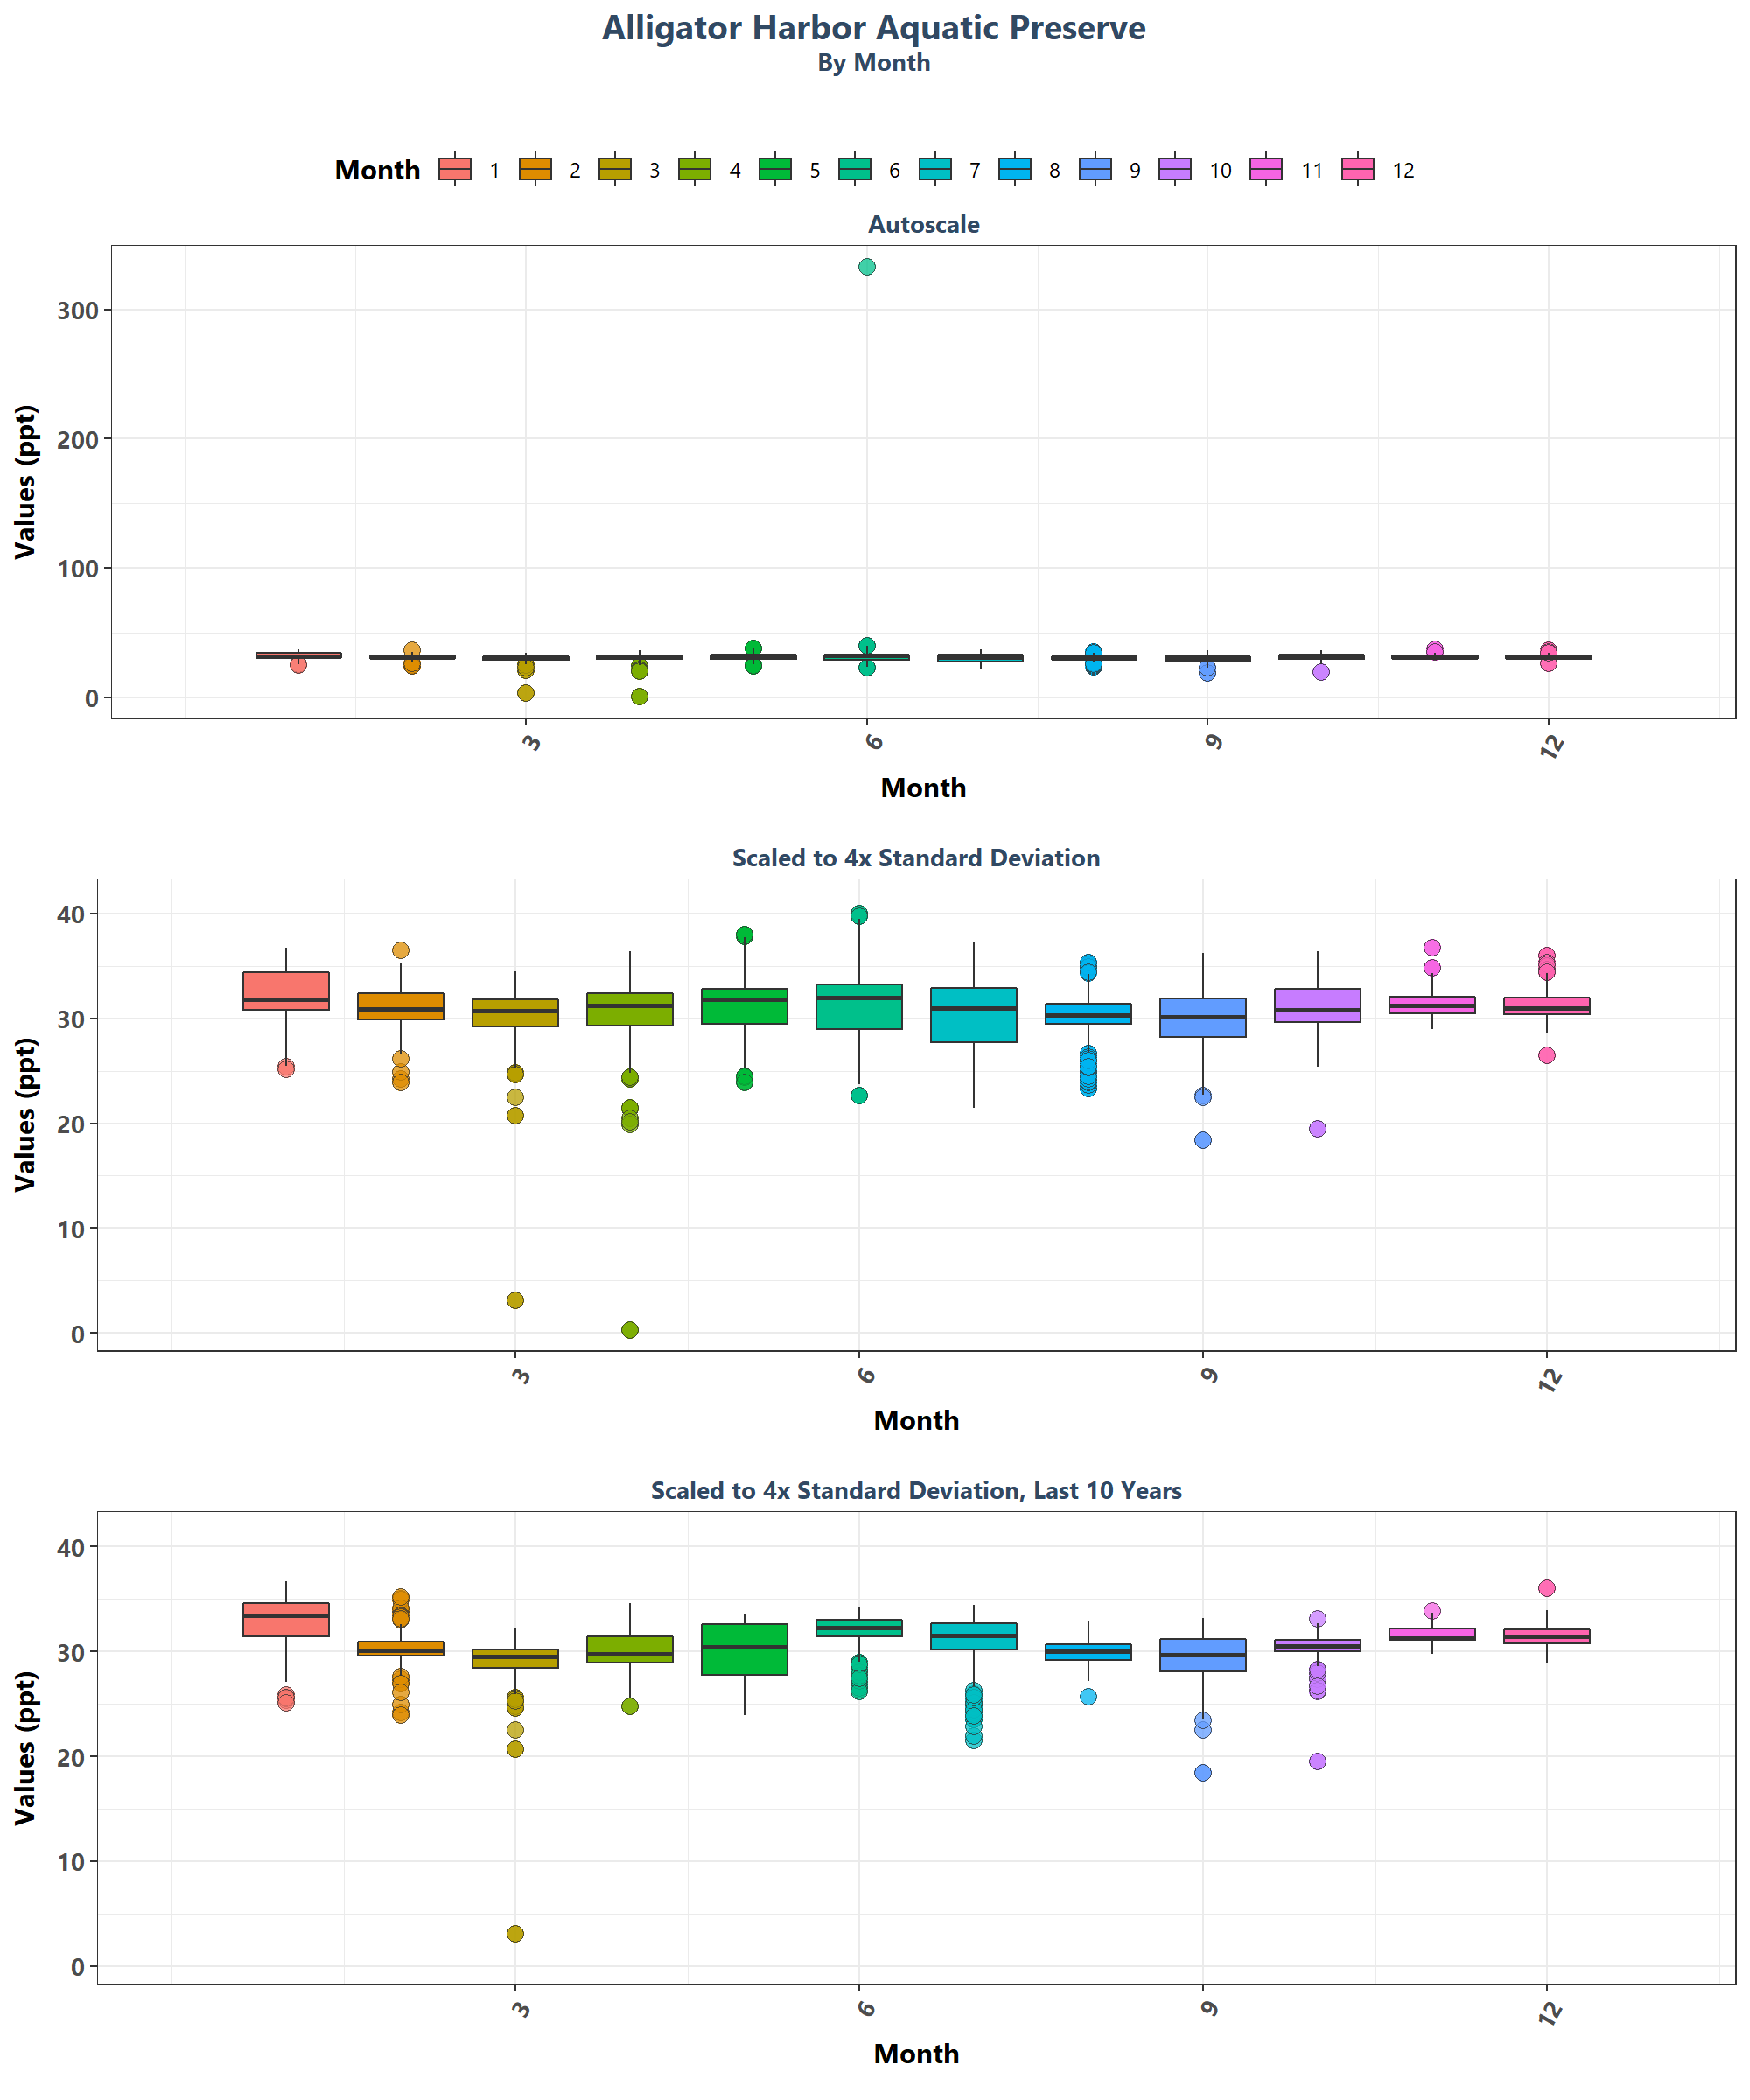 Alligator Harbor Aquatic Preserve
By Month
Month 1 2 3 4 5 6 7 8 9 10 11 12
Autoscale
Values (ppt)
300
200
100
0
3 6 9 12
Month
Scaled to 4x Standard Deviation
Values (ppt)
40
30
20
10
0
3 6 9 12
Month
Scaled to 4x Standard Deviation, Last 10 Years
Values (ppt)
40
30
20
10
0
3 6 9 12
Month